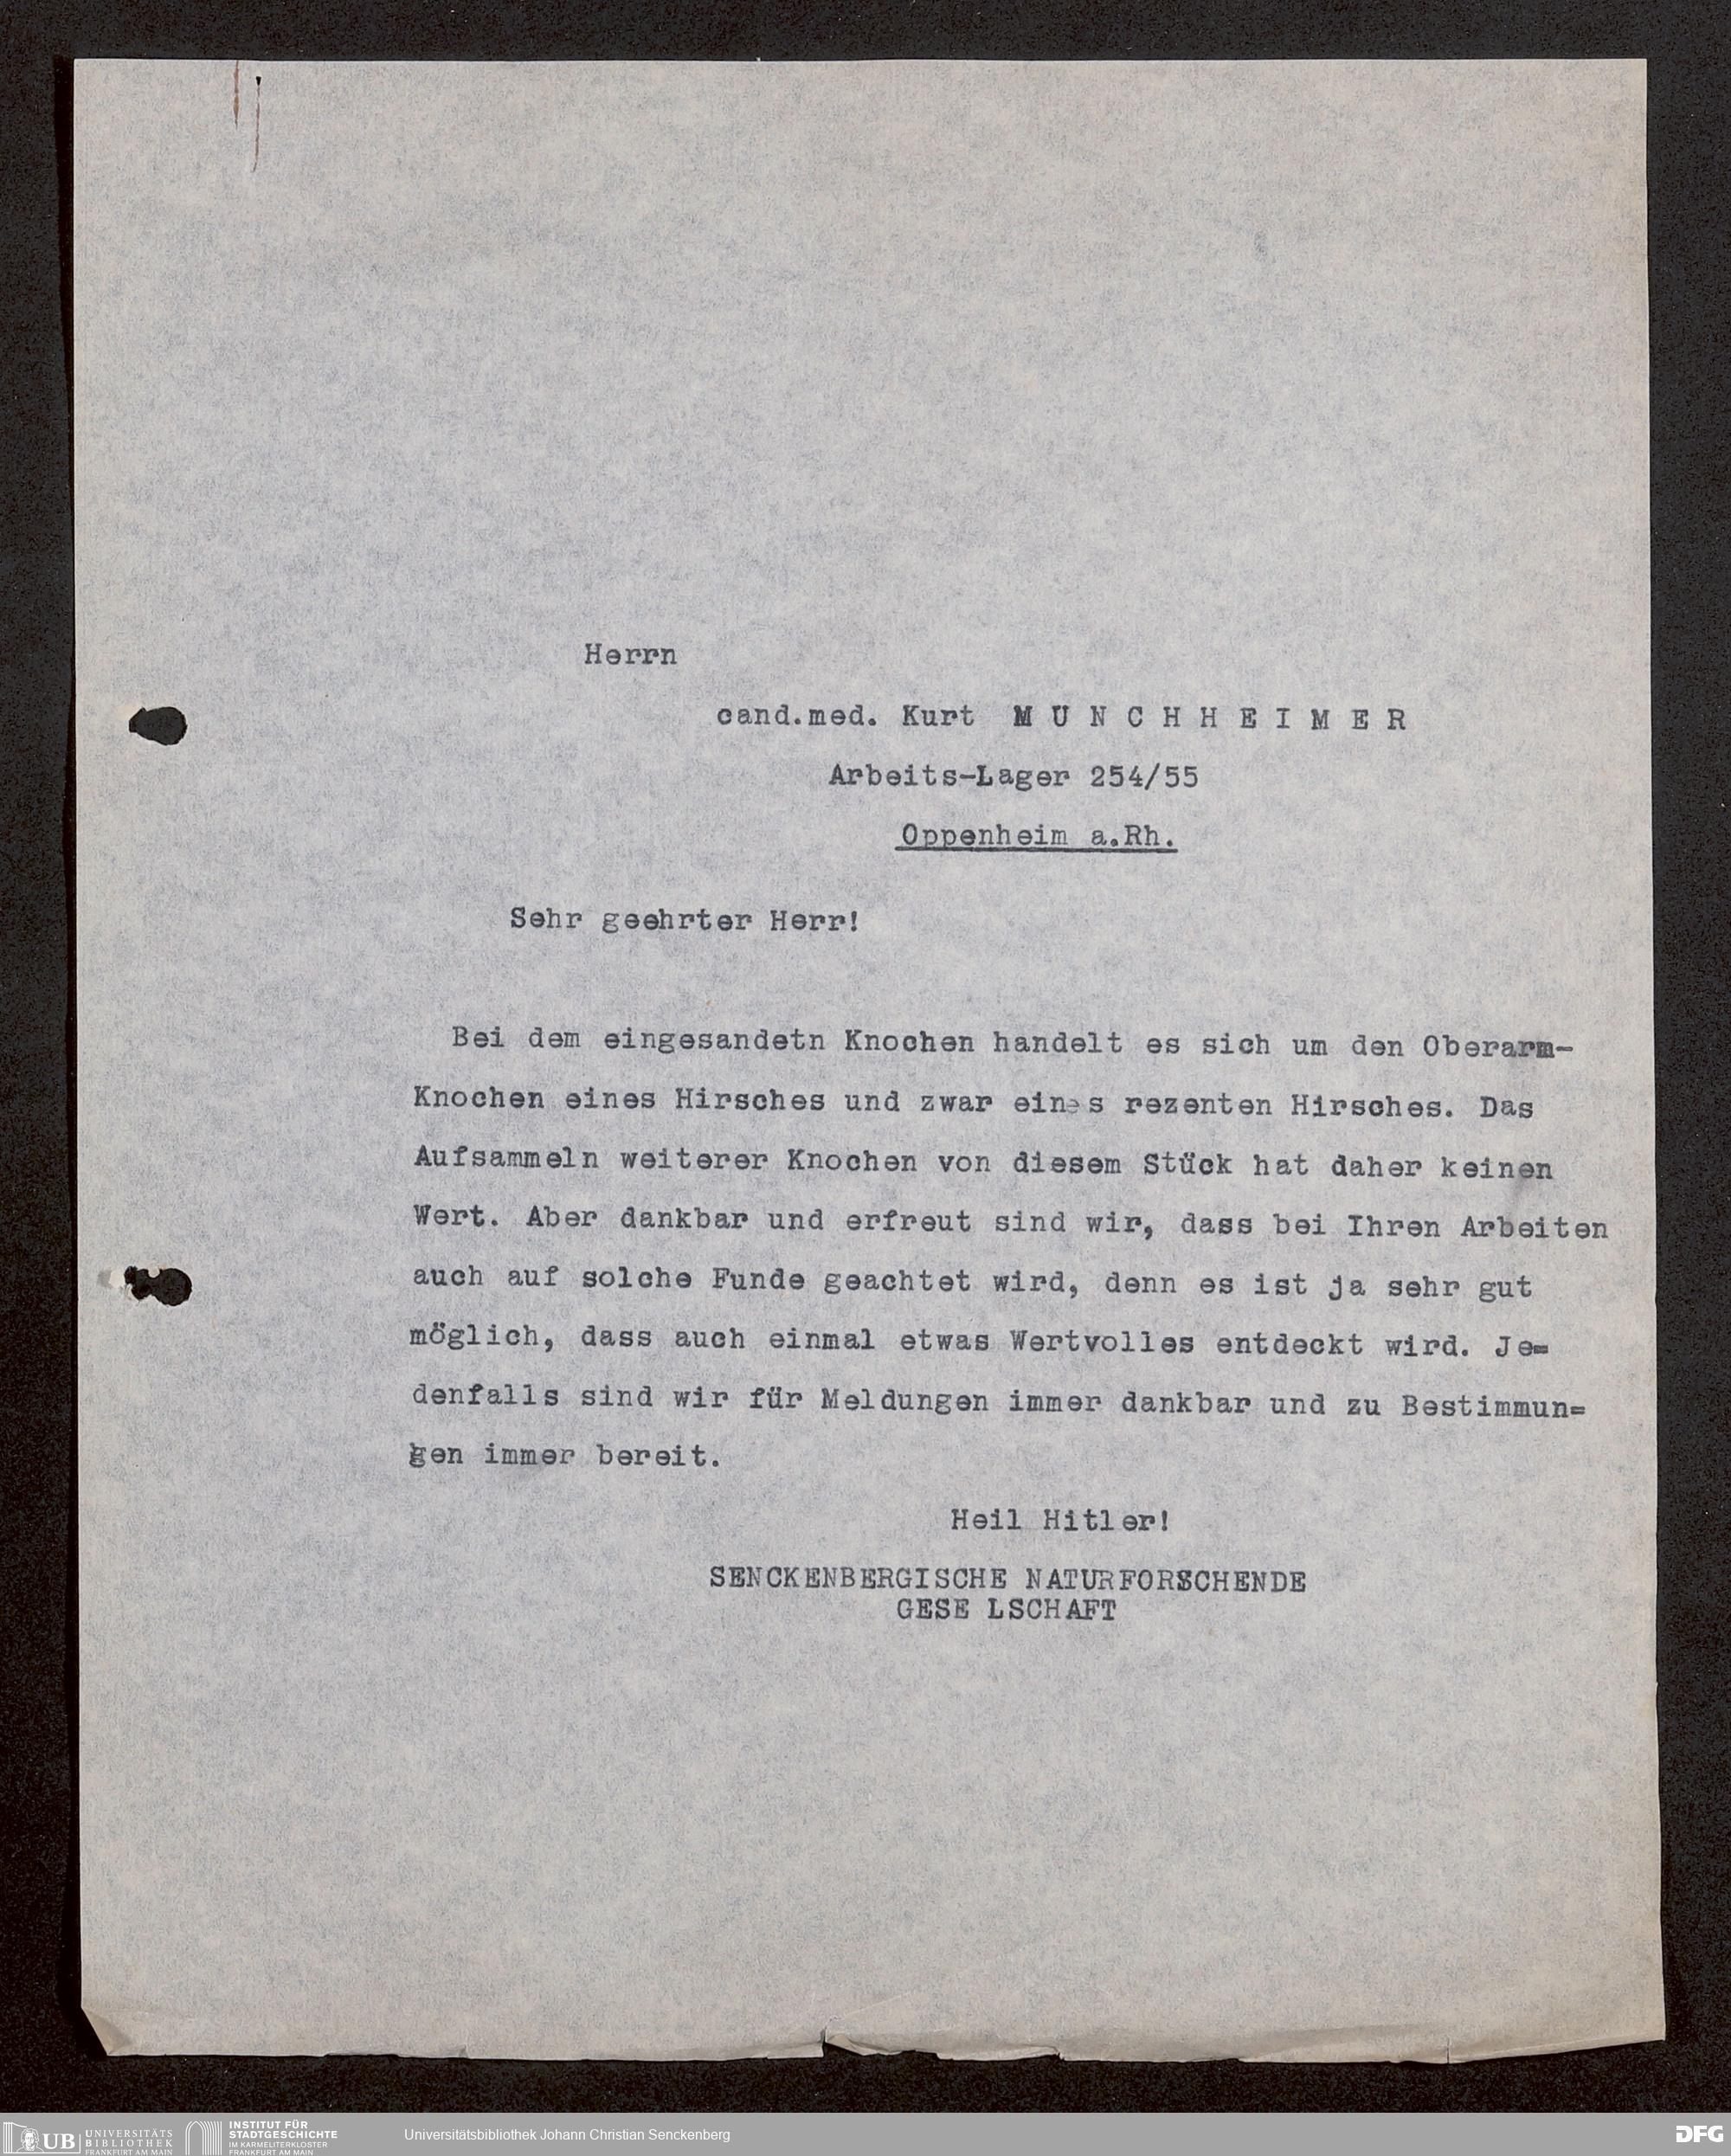 Herrn
cand.med. Kurt M U N C H H E I M E R
Arbeits-Lager 254/55
Oppenheim a.Rh.
Sehr geehrter Herr!
Bei dem eingesandetn Knochen handelt es sich um den Oberarm-
Knochen eines Hirsches und zwar eines rezenten Hirsches. Das
Aufsammeln weiterer Knochen von diesem Stück hat daher keinen
Wert. Aber dankbar und erfreut sind wir, dass bei Ihren Arbeiten
auch auf solche Funde geachtet wird, denn es ist ja sehr gut
möglich, dass auch einmal etwas Wertvolles entdeckt wird. Je=
denfalls sind wir für Meldungen immer dankbar und zu Bestimmun=
gen immer bereit.
Heil Hitler!
SENCKENBERGISCHE NATURFORSCHENDE
GESE LSCHAFT
UB UNIVERSITÄTS
BIBLIOTHEK
FRANKFURT AM MAIN
INSTITUT FÜR
STADTGESCHICHTE
IM KARMELITERKLOSTER
FRANKFURT AM MAIN
Universitätsbibliothek Johann Christian Senckenberg
DFG